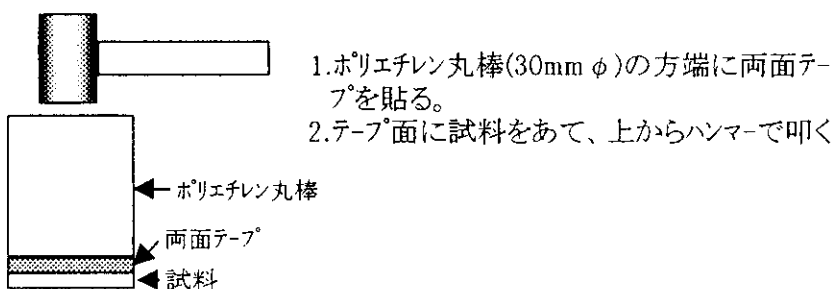 1.ポリエチレン丸棒(30mmφ)の方端に両面テー
プを貼る。
2.テープ面に試料をあて、上からハンマーで叩く
ポリエチレン丸棒
両面テープ
試料